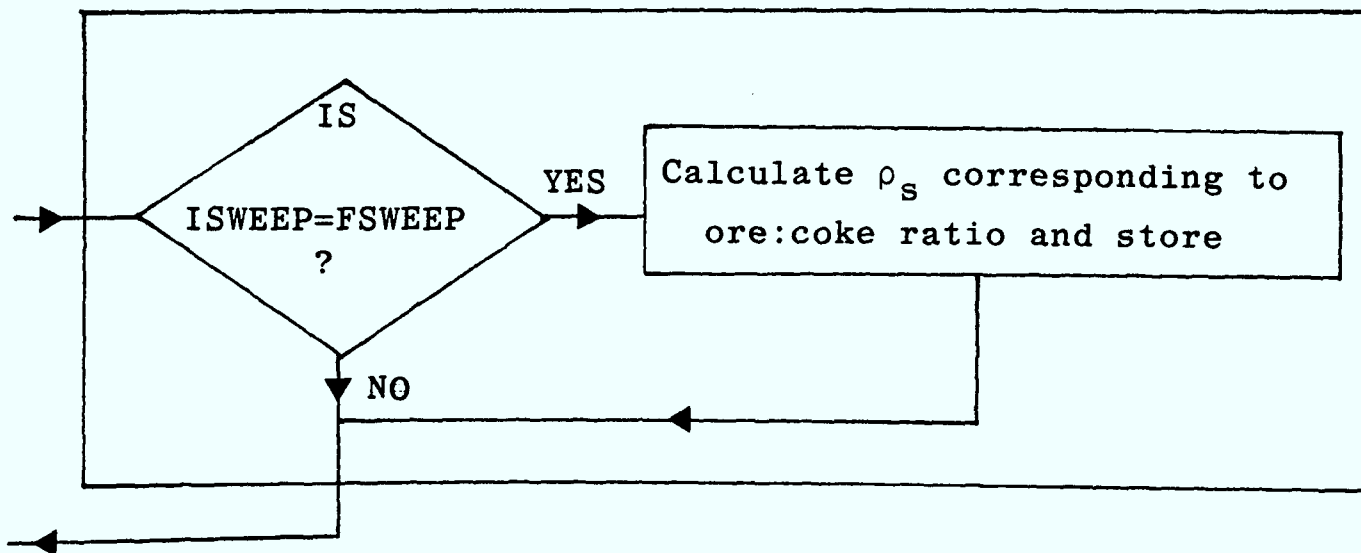 IS
ISWEEP=FSWEEP
?
YES
Calculate ρs corresponding to
ore:coke ratio and store
NO